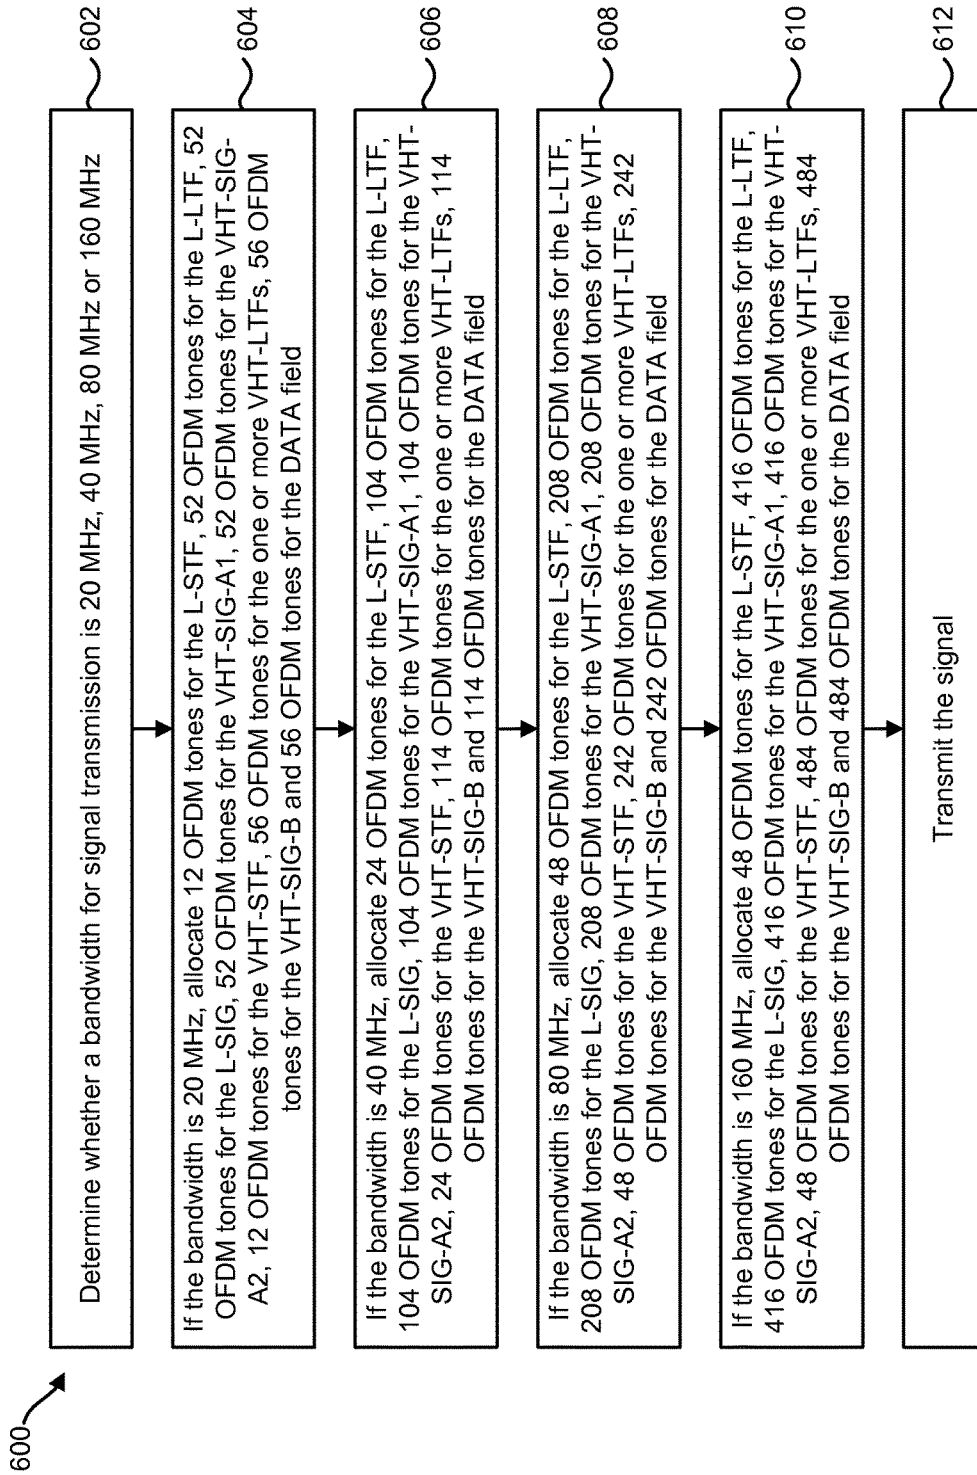 600
Determine whether a bandwidth for signal transmission is 20 MHz, 40 MHz, 80 MHz or 160 MHz
602
If the bandwidth is 20 MHz, allocate 12 OFDM tones for the L-STF, 52 OFDM tones for the L-LTF, 52
OFDM tones for the L-SIG, 52 OFDM tones for the VHT-SIG-A1, 52 OFDM tones for the VHT-SIG-
A2, 12 OFDM tones for the VHT-STF, 56 OFDM tones for the one or more VHT-LTFs, 56 OFDM
tones for the VHT-SIG-B and 56 OFDM tones for the DATA field
604
If the bandwidth is 40 MHz, allocate 24 OFDM tones for the L-STF, 104 OFDM tones for the L-LTF,
104 OFDM tones for the L-SIG, 104 OFDM tones for the VHT-SIG-A1, 104 OFDM tones for the VHT-
SIG-A2, 24 OFDM tones for the VHT-STF, 114 OFDM tones for the one or more VHT-LTFs, 114
OFDM tones for the VHT-SIG-B and 114 OFDM tones for the DATA field
606
If the bandwidth is 80 MHz, allocate 48 OFDM tones for the L-STF, 208 OFDM tones for the L-LTF,
208 OFDM tones for the L-SIG, 208 OFDM tones for the VHT-SIG-A1, 208 OFDM tones for the VHT-
SIG-A2, 48 OFDM tones for the VHT-STF, 242 OFDM tones for the one or more VHT-LTFs, 242
OFDM tones for the VHT-SIG-B and 242 OFDM tones for the DATA field
608
If the bandwidth is 160 MHz, allocate 48 OFDM tones for the L-STF, 416 OFDM tones for the L-LTF,
416 OFDM tones for the L-SIG, 416 OFDM tones for the VHT-SIG-A1, 416 OFDM tones for the VHT-
SIG-A2, 48 OFDM tones for the VHT-STF, 484 OFDM tones for the one or more VHT-LTFs, 484
OFDM tones for the VHT-SIG-B and 484 OFDM tones for the DATA field
610
Transmit the signal
612